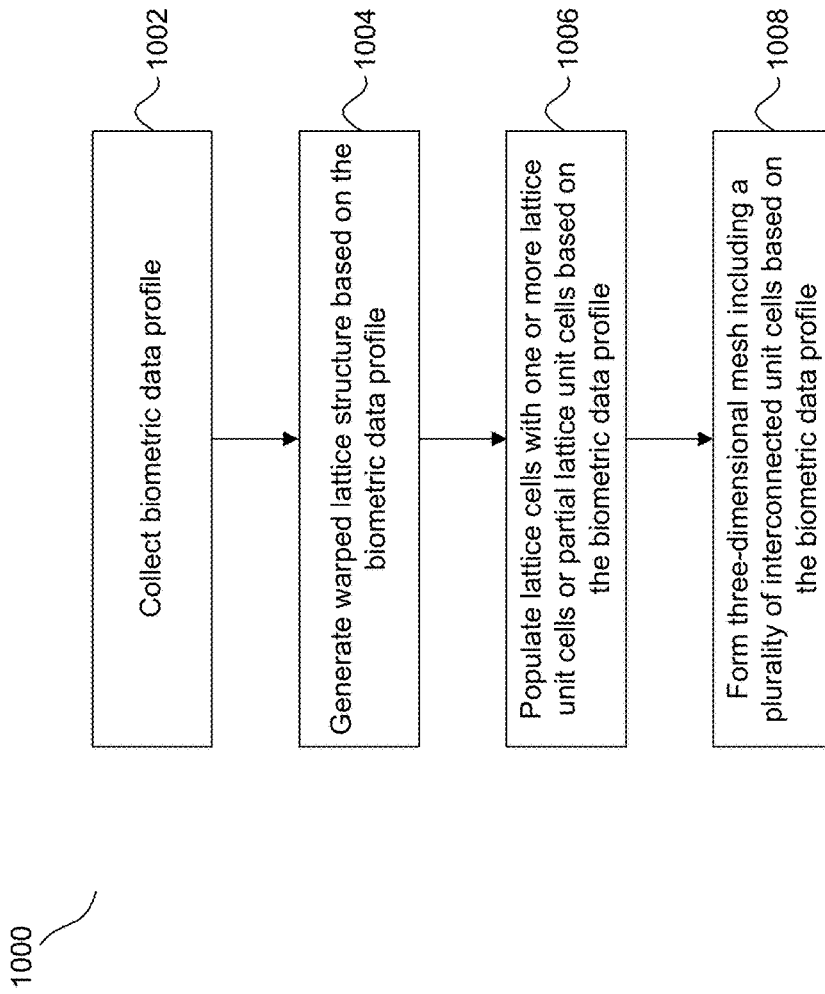 1000
Collect biometric data profile
1002
Generate warped lattice structure based on the
biometric data profile
1004
Populate lattice cells with one or more lattice
unit cells or partial lattice unit cells based on
the biometric data profile
1006
Form three-dimensional mesh including a
plurality of interconnected unit cells based on
the biometric data profile
1008